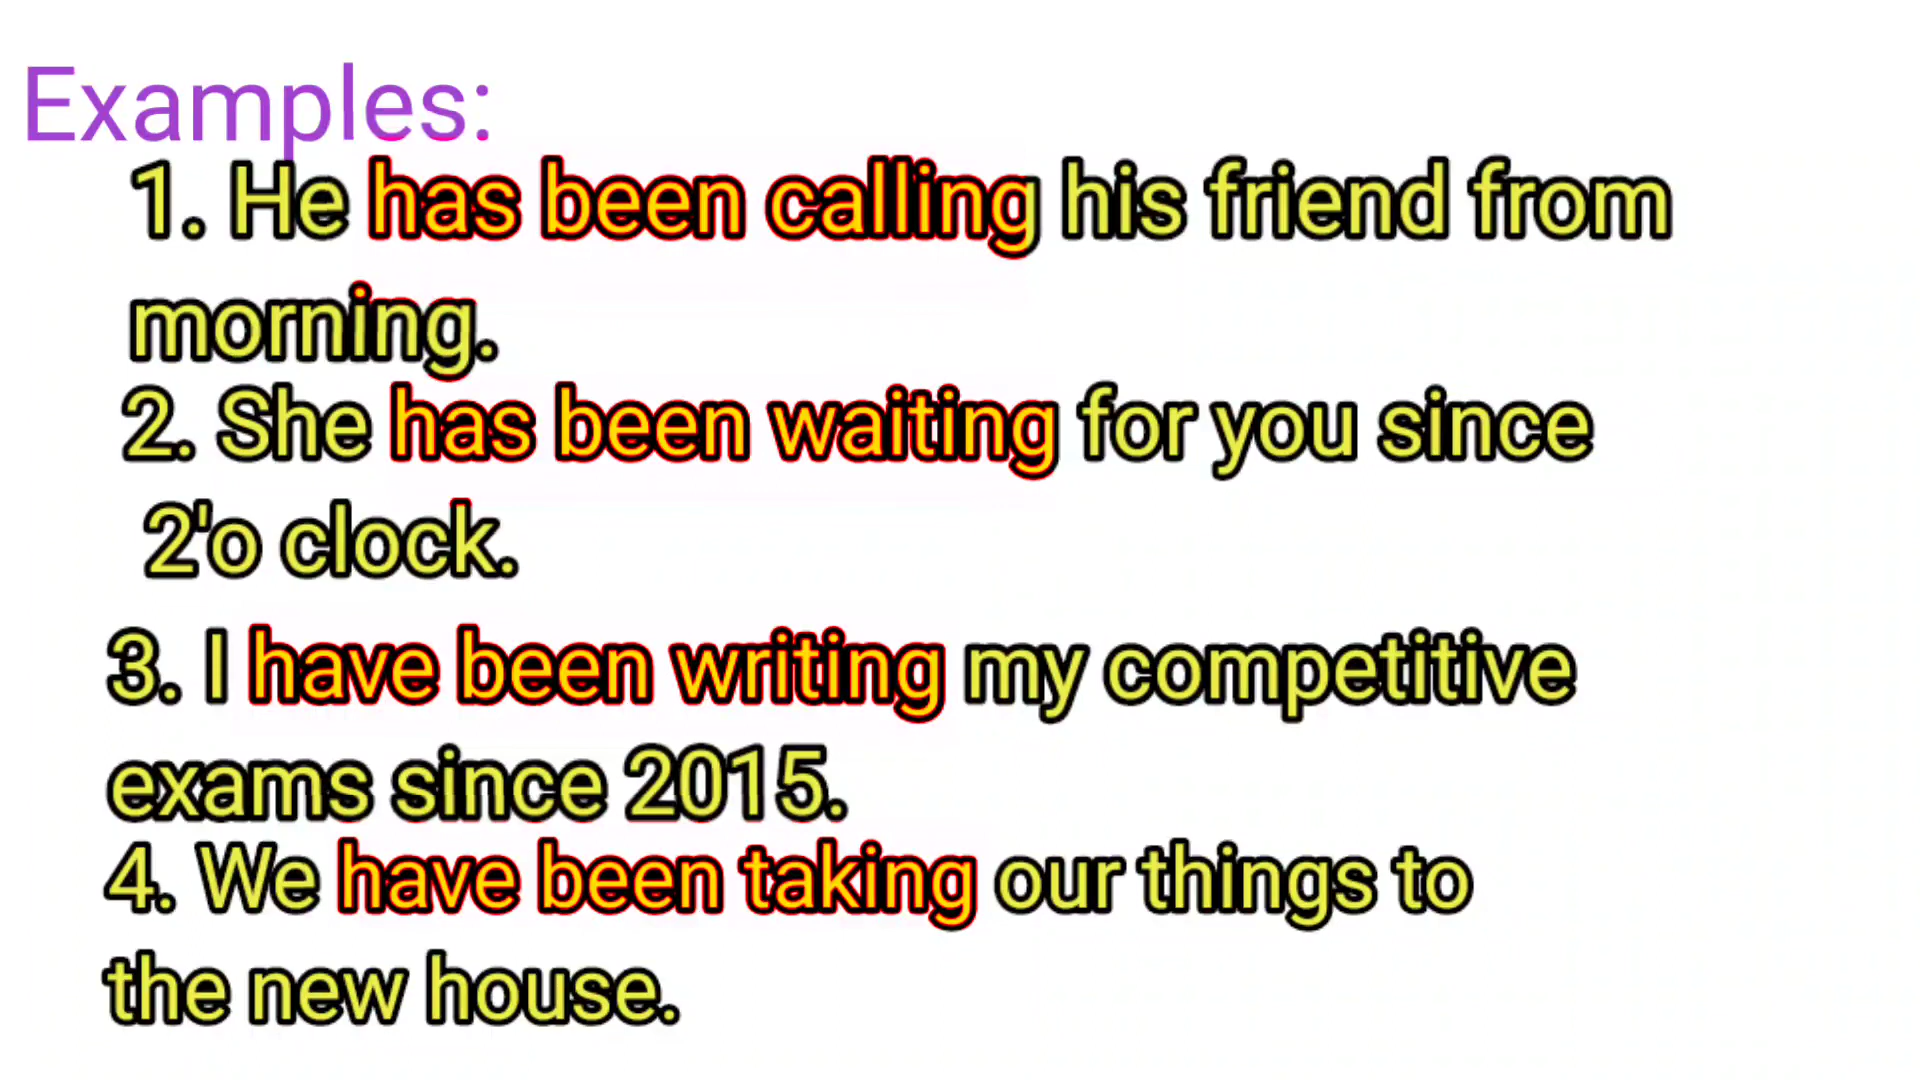 Examples:
1. He has been calling his friend from
morning.
2. She has been waiting for you since
2'o clock.
3. I have been writing my competitive
exams since 2015.
4. We have been taking our things to
the new house.